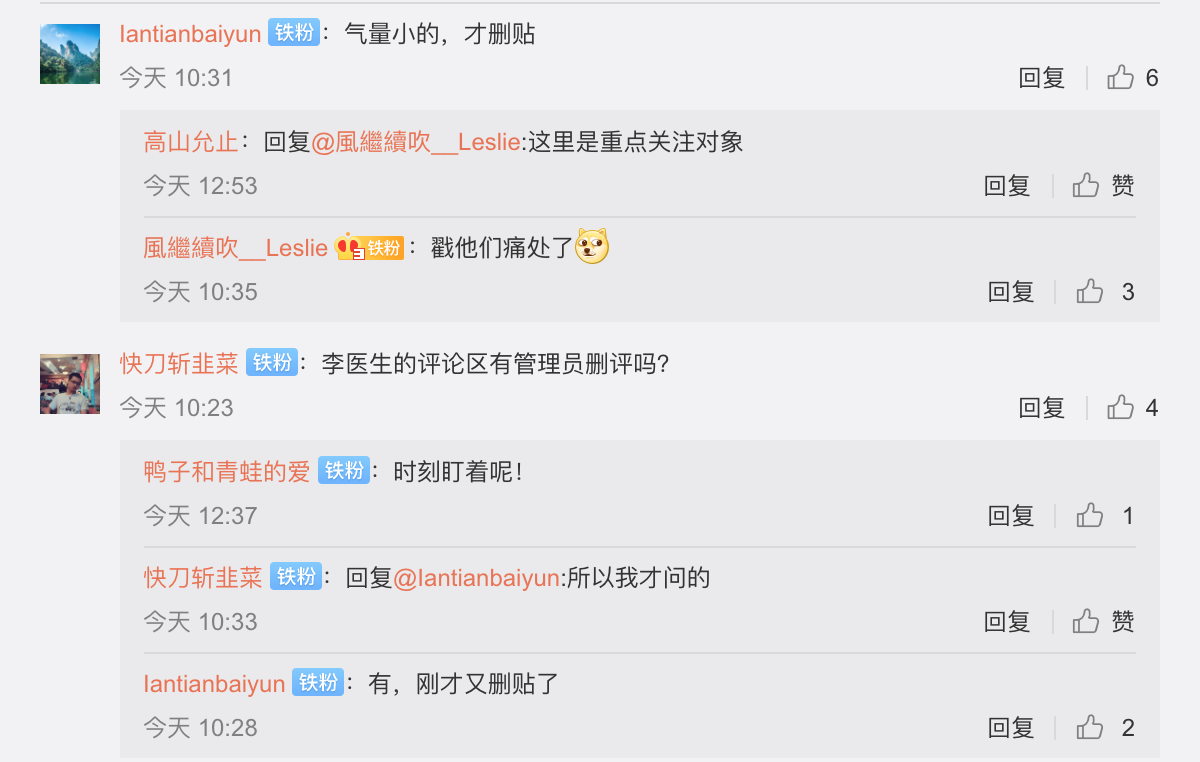 lantianbaiyun 铁粉：气量小的，才删贴
今天 10:31 回复 6
高山允止：回复@風繼續吹__Leslie:这里是重点关注对象
今天 12:53 回复 赞
風繼續吹__Leslie 铁粉：戳他们痛处了
今天 10:35 回复 3
快刀斩韭菜 铁粉：李医生的评论区有管理员删评吗?
今天 10:23 回复 4
鸭子和青蛙的爱 铁粉：时刻盯着呢！
今天 12:37 回复 1
快刀斩韭菜 铁粉：回复@lantianbaiyun:所以我才问的
今天 10:33 回复 赞
lantianbaiyun 铁粉：有，刚才又删贴了
今天 10:28 回复 2